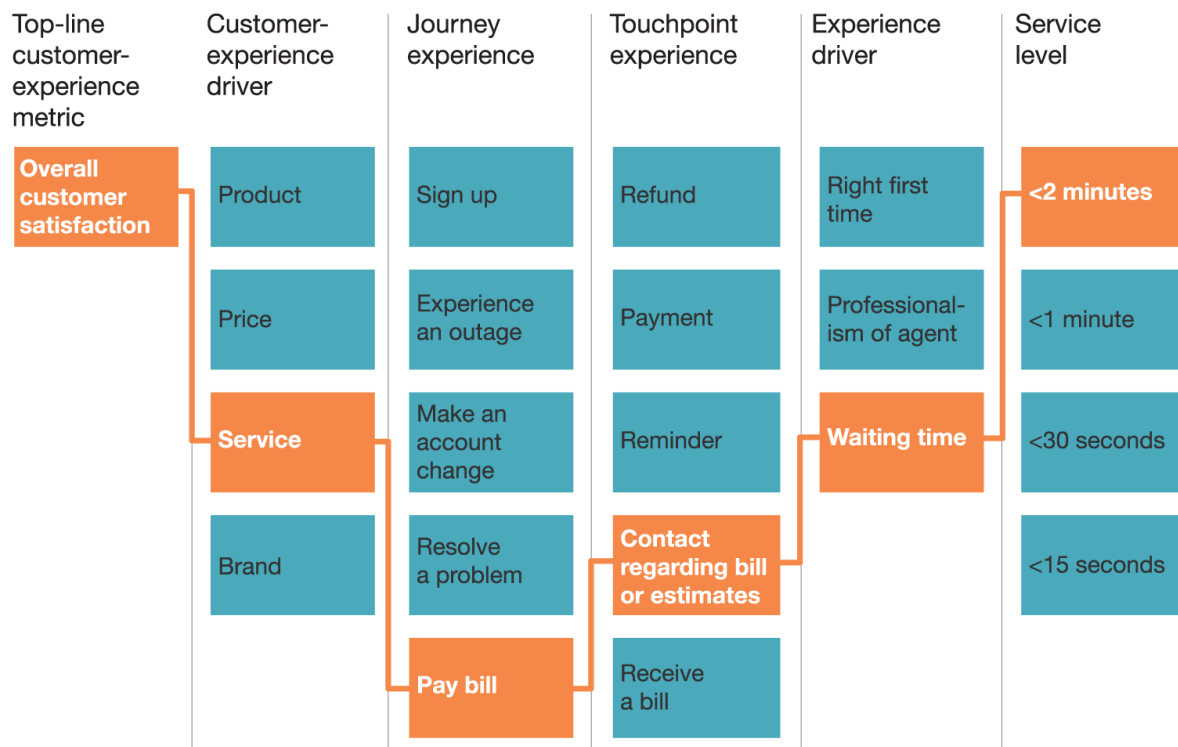 Top-line
customer-
experience
metric
Customer-
experience
driver
Journey
experience
Touchpoint
experience
Experience
driver
Service
level
Overall
customer
satisfaction
Product
Price
Service
Brand
Sign up
Experience
an outage
Make an
account
change
Resolve
a problem
Pay bill
Refund
Payment
Reminder
Contact
regarding bill
or estimates
Receive
a bill
Right first
time
Professional-
ism of agent
Waiting time
<2 minutes
<1 minute
<30 seconds
<15 seconds